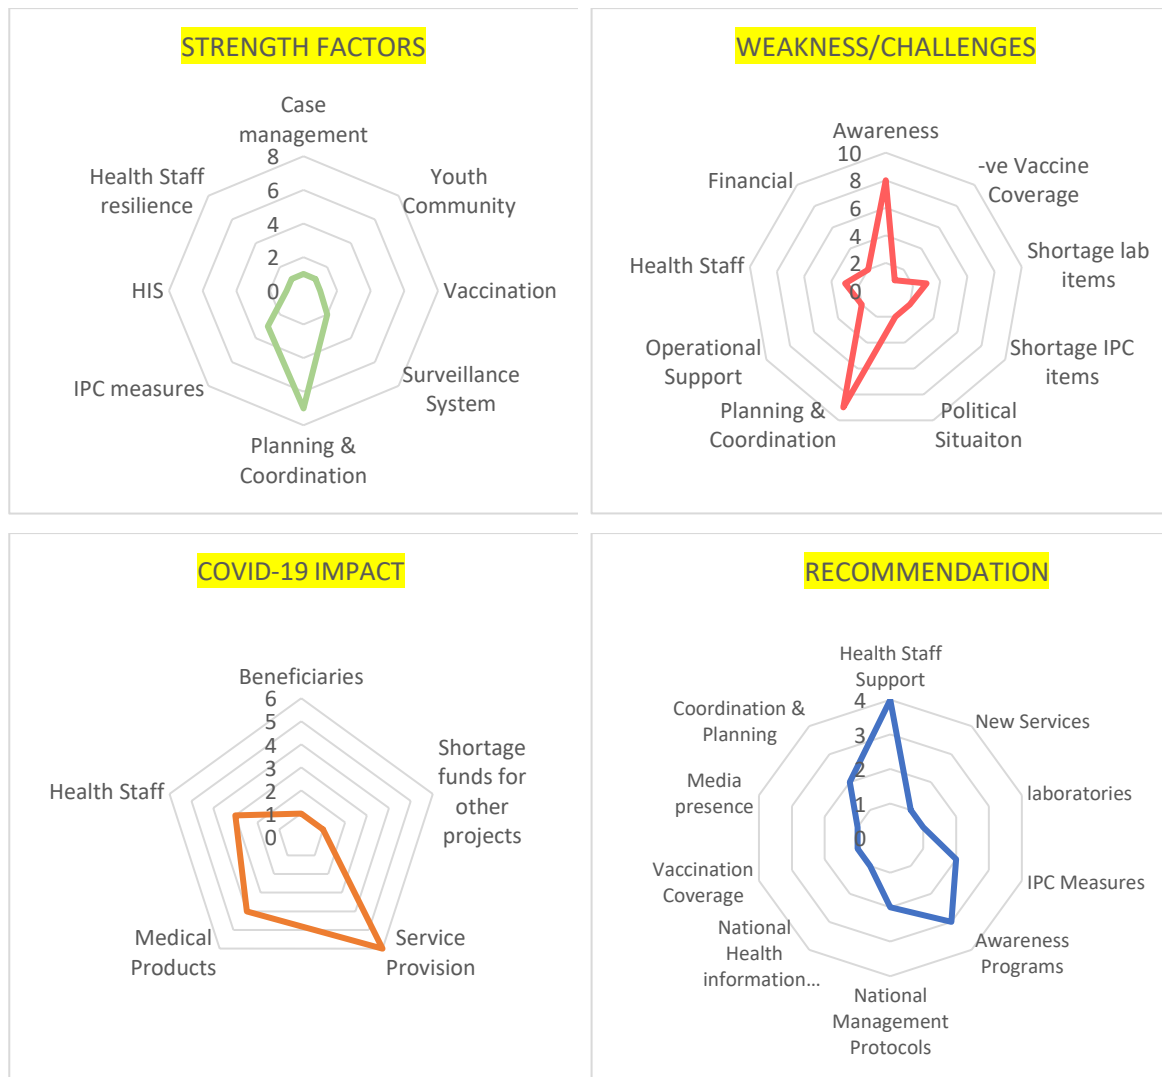 STRENGTH FACTORS
Case
management
8
6
4
2
0
Youth
Community
Vaccination
Surveillance
System
Planning &
Coordination
IPC measures
HIS
Health Staff
resilience
WEAKNESS/CHALLENGES
Awareness
10
8
6
4
2
0
-ve Vaccine
Coverage
Shortage lab
items
Shortage IPC
items
Political
Situaiton
Planning &
Coordination
Operational
Support
Health Staff
Financial
COVID-19 IMPACT
Beneficiaries
6
5
4
3
2
1
0
Shortage
funds for
other
projects
Service
Provision
Medical
Products
Health Staff
RECOMMENDATION
Health Staff
Support
4
3
2
1
0
New Services
laboratories
IPC Measures
Awareness
Programs
National
Management
Protocols
National
Health
information...
Vaccination
Coverage
Media
presence
Coordination &
Planning